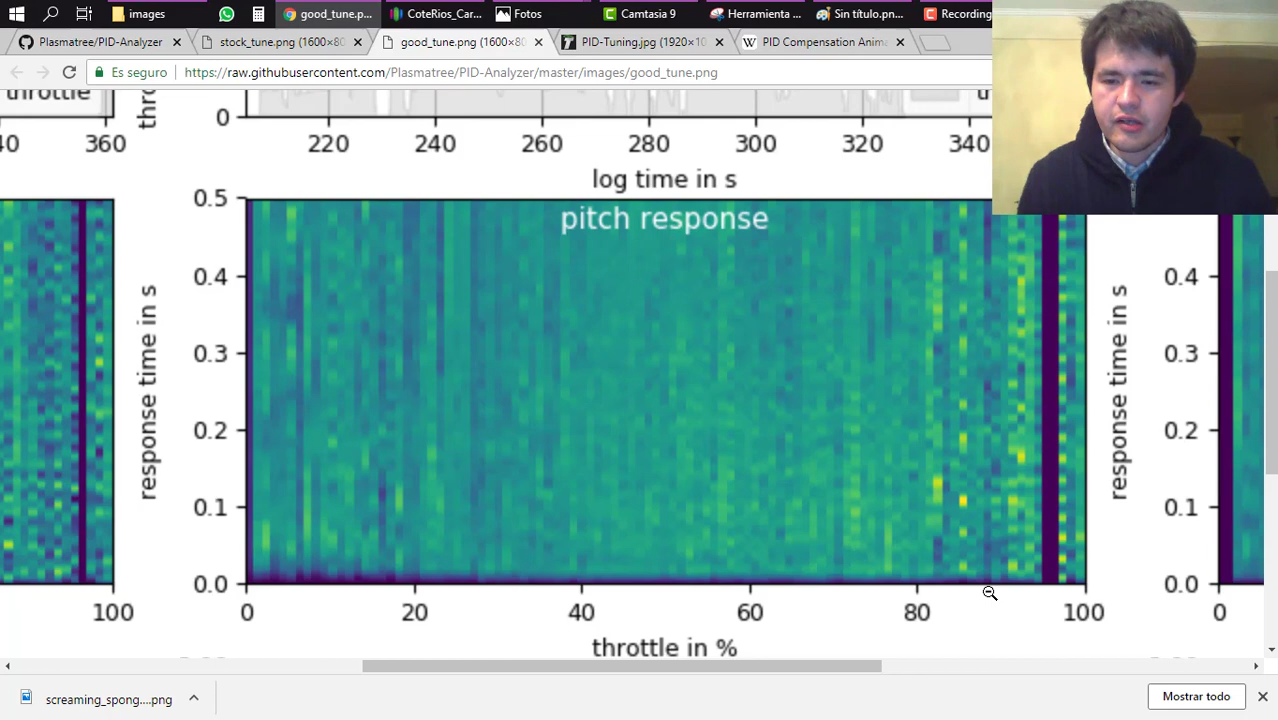 images
good_tune.p...
CoteRios_Car...
Fotos
Camtasia 9
Herramienta ...
Sin título.pn...
Recording
Plasmatree/PID-Analyzer
stock_tune.png (1600×80
good_tune.png (1600×80
PID-Tuning.jpg (1920×10
PID Compensation Anima
Es seguro
https://raw.githubusercontent.com/Plasmatree/PID-Analyzer/master/images/good_tune.png
throttle
0
40 360 220 240 260 280 300 320 340
log time in s
pitch response
response time in s
0.5
0.4
0.3
0.2
0.1
0.0
100 0 20 40 60 80 100
throttle in %
response time in s
0.4
0.3
0.2
0.1
0.0
0
screaming_spong....png
Mostrar todo